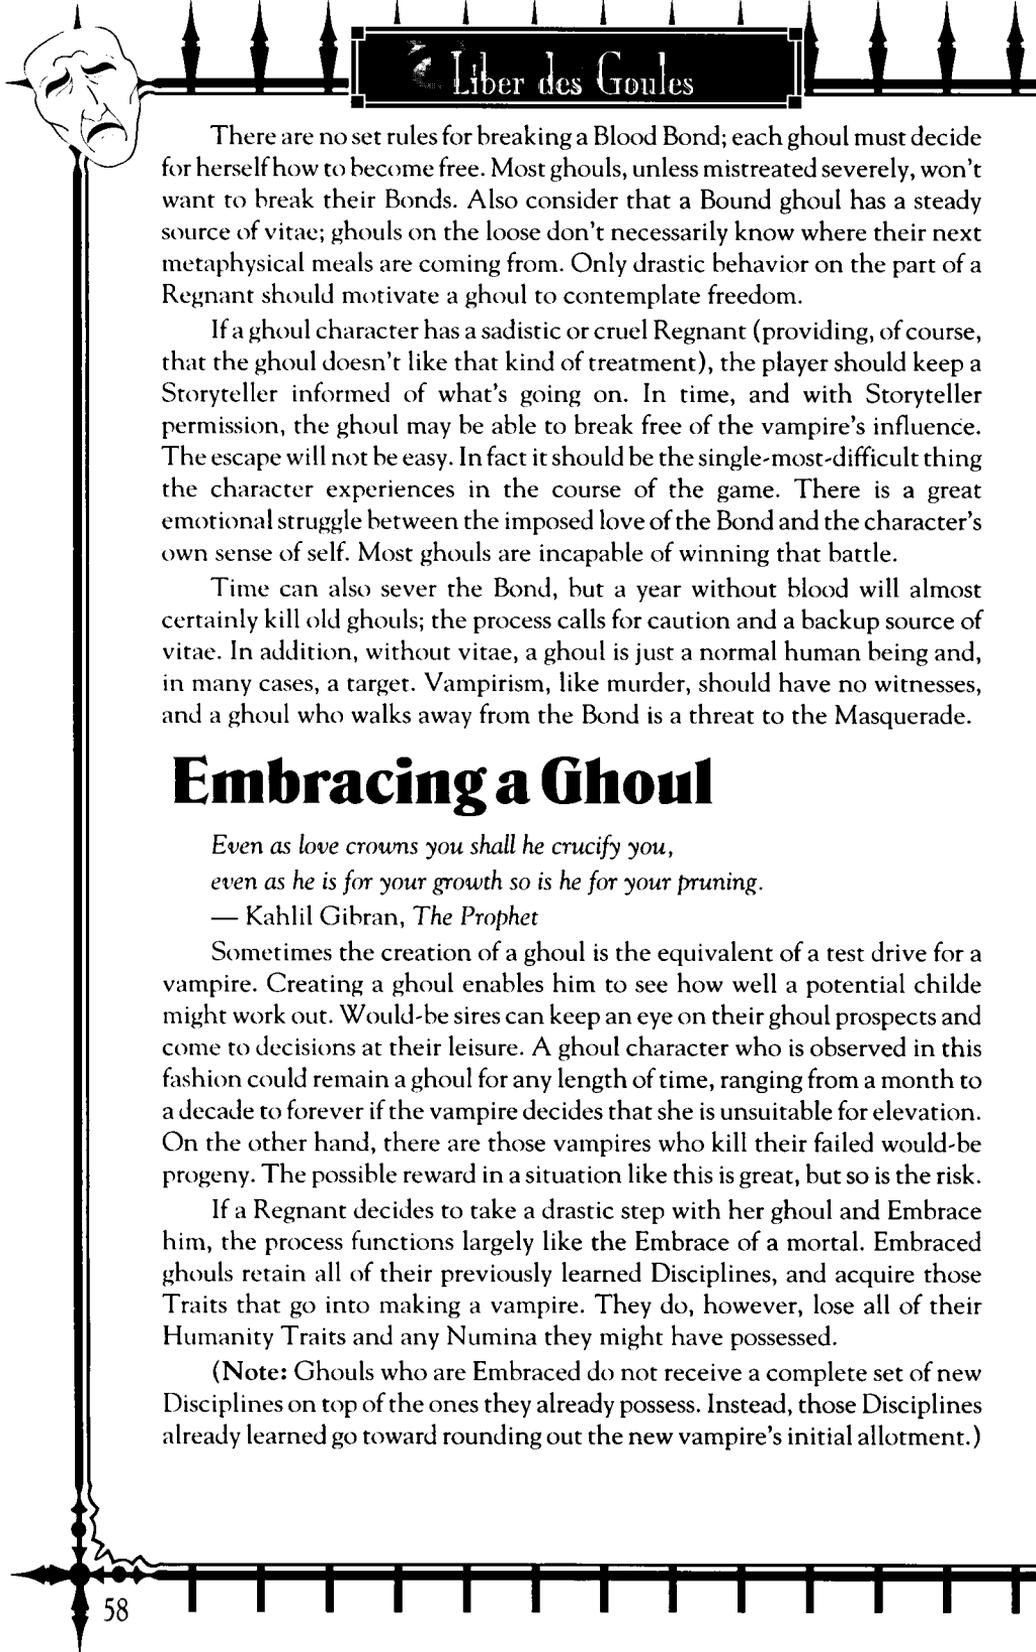 Liber des Goules
There are no set rules for breaking a Blood Bond; each ghoul must decide
for herself how to become free. Most ghouls, unless mistreated severely, won't
want to break their Bonds. Also consider that a Bound ghoul has a steady
source of vitae; ghouls on the loose don't necessarily know where their next
metaphysical meals are coming from. Only drastic behavior on the part of a
Regnant should motivate a ghoul to contemplate freedom.
If a ghoul character has a sadistic or cruel Regnant (providing, of course,
that the ghoul doesn't like that kind of treatment), the player should keep a
Storyteller informed of what's going on. In time, and with Storyteller
permission, the ghoul may be able to break free of the vampire's influence.
The escape will not be easy. In fact it should be the single-most-difficult thing
the character experiences in the course of the game. There is a great
emotional struggle between the imposed love of the Bond and the character's
own sense of self. Most ghouls are incapable of winning that battle.
Time can also sever the Bond, but a year without blood will almost
certainly kill old ghouls; the process calls for caution and a backup source of
vitae. In addition, without vitae, a ghoul is just a normal human being and,
in many cases, a target. Vampirism, like murder, should have no witnesses,
and a ghoul who walks away from the Bond is a threat to the Masquerade.
Embracing a Ghoul
Even as love crowns you shall he crucify you,
even as he is for your growth so is he for your pruning.
— Kahlil Gibran, The Prophet
Sometimes the creation of a ghoul is the equivalent of a test drive for a
vampire. Creating a ghoul enables him to see how well a potential childe
might work out. Would-be sires can keep an eye on their ghoul prospects and
come to decisions at their leisure. A ghoul character who is observed in this
fashion could remain a ghoul for any length of time, ranging from a month to
a decade to forever if the vampire decides that she is unsuitable for elevation.
On the other hand, there are those vampires who kill their failed would-be
progeny. The possible reward in a situation like this is great, but so is the risk.
If a Regnant decides to take a drastic step with her ghoul and Embrace
him, the process functions largely like the Embrace of a mortal. Embraced
ghouls retain all of their previously learned Disciplines, and acquire those
Traits that go into making a vampire. They do, however, lose all of their
Humanity Traits and any Numina they might have possessed.
(Note: Ghouls who are Embraced do not receive a complete set of new
Disciplines on top of the ones they already possess. Instead, those Disciplines
already learned go toward rounding out the new vampire's initial allotment.)
58